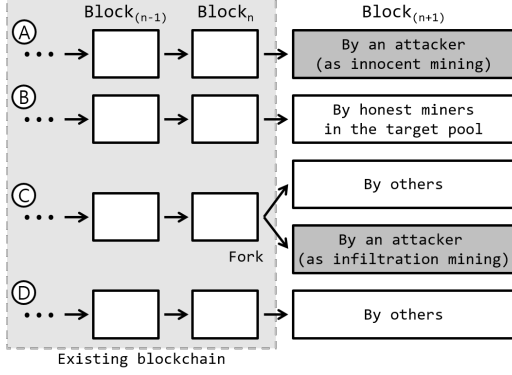 Block(n-1) Blockn Block(n+1)
A
... By an attacker
(as innocent mining)
B
... By honest miners
in the target pool
C
By others
...
By an attacker
(as infiltration mining)
Fork
D
... By others
Existing blockchain